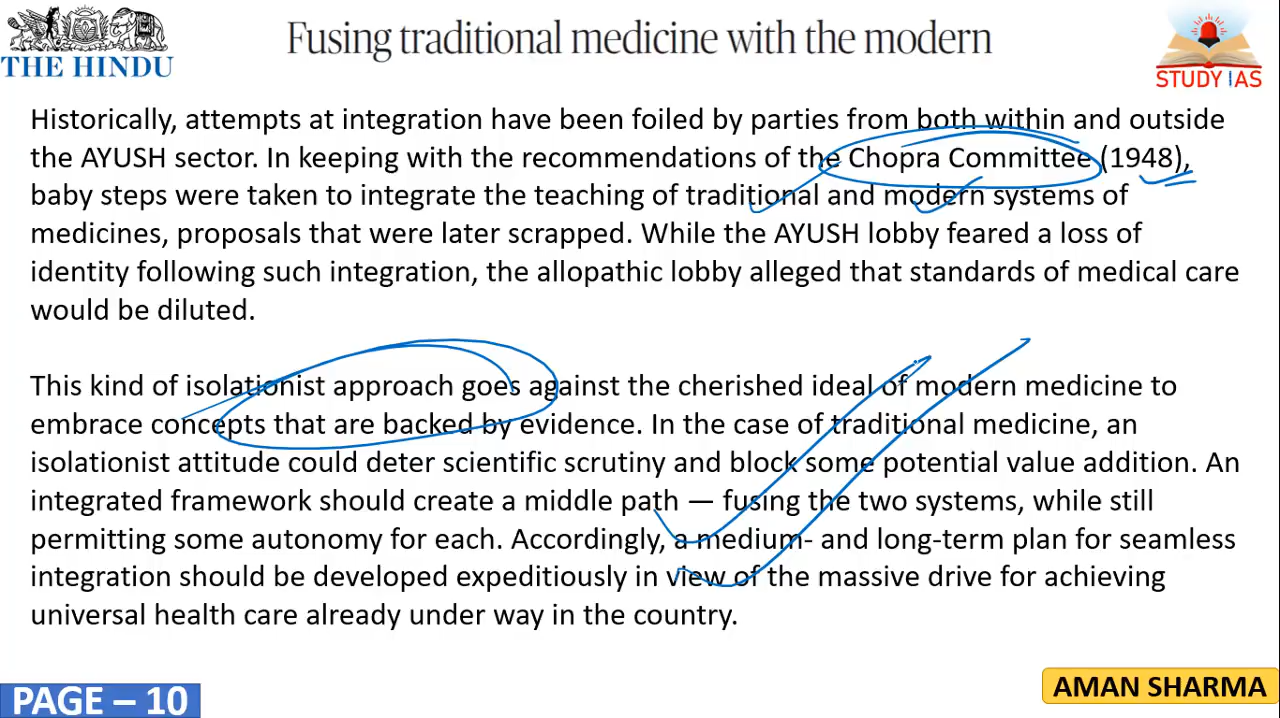 THE HINDU
Fusing traditional medicine with the modern
STUDY IAS
Historically, attempts at integration have been foiled by parties from both within and outside
the AYUSH sector. In keeping with the recommendations of the Chopra Committee (1948),
baby steps were taken to integrate the teaching of traditional and modern systems of
medicines, proposals that were later scrapped. While the AYUSH lobby feared a loss of
identity following such integration, the allopathic lobby alleged that standards of medical care
would be diluted.
This kind of isolationist approach goes against the cherished ideal of modern medicine to
embrace concepts that are backed by evidence. In the case of traditional medicine, an
isolationist attitude could deter scientific scrutiny and block some potential value addition. An
integrated framework should create a middle path — fusing the two systems, while still
permitting some autonomy for each. Accordingly, a medium- and long-term plan for seamless
integration should be developed expeditiously in view of the massive drive for achieving
universal health care already under way in the country.
PAGE – 10
AMAN SHARMA